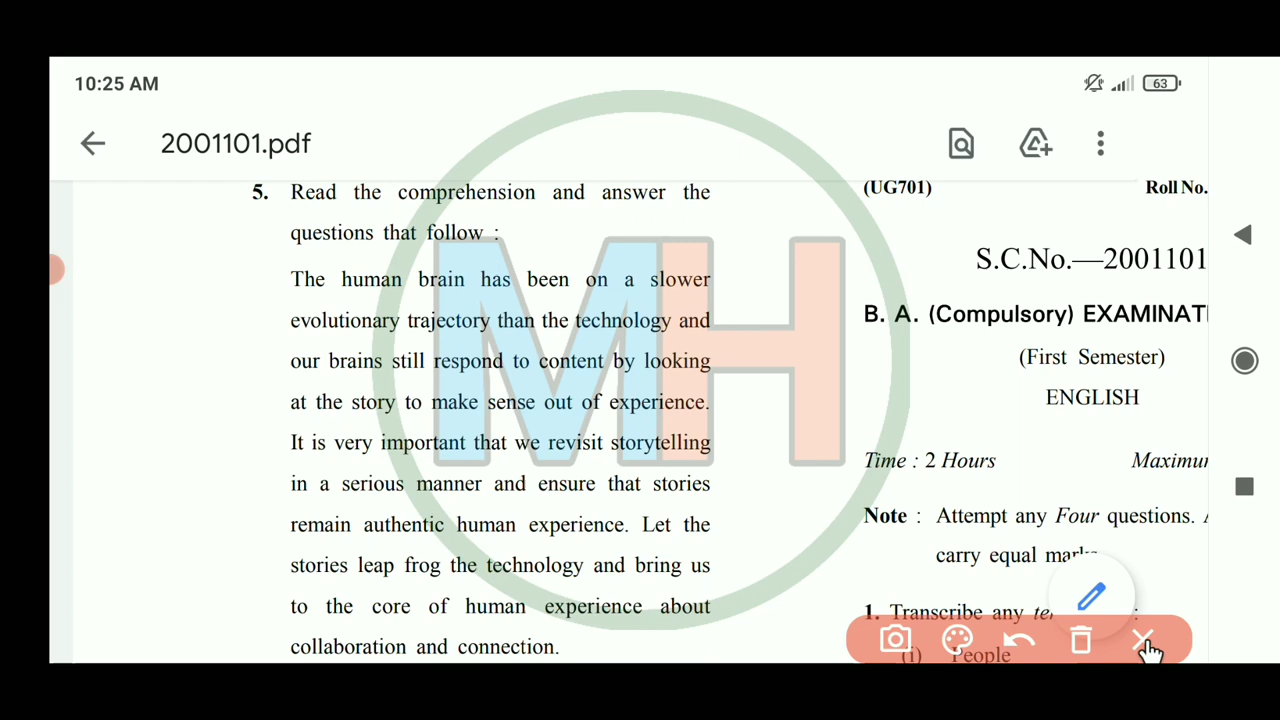 10:25 AM
63
2001101.pdf
5. Read the comprehension and answer the
questions that follow :
The human brain has been on a slower
evolutionary trajectory than the technology and
our brains still respond to content by looking
at the story to make sense out of experience.
It is very important that we revisit storytelling
in a serious manner and ensure that stories
remain authentic human experience. Let the
stories leap frog the technology and bring us
to the core of human experience about
collaboration and connection.
MH
(UG701) Roll No.
S.C.No.—2001101
B. A. (Compulsory) EXAMINAT
(First Semester)
ENGLISH
Time : 2 Hours Maximu
Note : Attempt any Four questions.
carry equal
1. Transcribe any :
(i) People